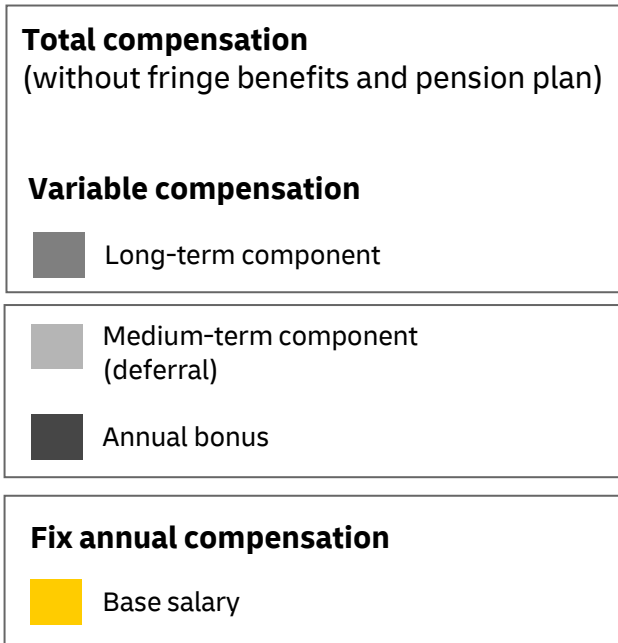 Total compensation
(without fringe benefits and pension plan)
Variable compensation
Long-term component
Medium-term component
(deferral)
Annual bonus
Fix annual compensation
Base salary